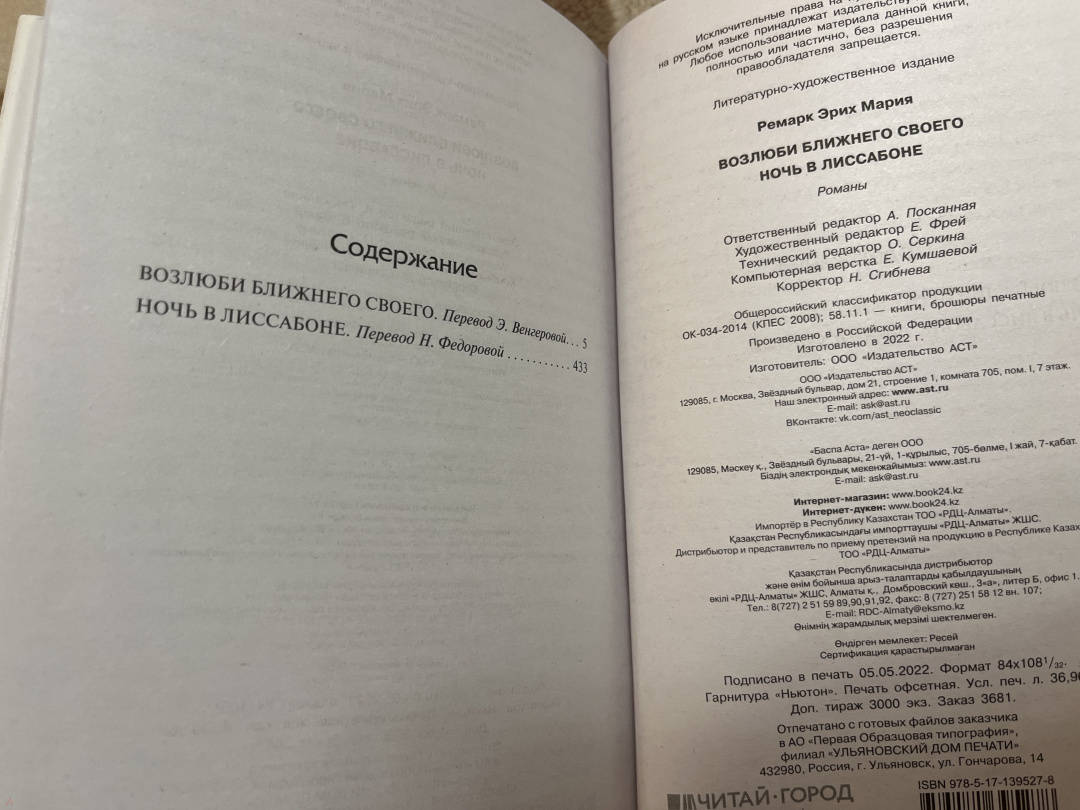 Содержание
ВОЗЛЮБИ БЛИЖНЕГО СВОЕГО. Перевод Э. Венгеровой... 5
НОЧЬ В ЛИССАБОНЕ. Перевод Н. Федоровой ........... 433
Исключительные права на
на русском языке принадлежат издательству
Любое использование материала данной книги,
полностью или частично, без разрешения
правообладателя запрещается.
Литературно-художественное издание
Ремарк Эрих Мария
ВОЗЛЮБИ БЛИЖНЕГО СВОЕГО
НОЧЬ В ЛИССАБОНЕ
Романы
Ответственный редактор А. Посканная
Художественный редактор Е. Фрей
Технический редактор О. Серкина
Компьютерная верстка Е. Кумшаевой
Корректор Н. Сгибнева
Общероссийский классификатор продукции
ОК-034-2014 (КПЕС 2008); 58.11.1 — книги, брошюры печатные
Произведено в Российской Федерации
Изготовлено в 2022 г.
Изготовитель: ООО «Издательство АСТ»
ООО «Издательство АСТ»
129085, г. Москва, Звёздный бульвар, дом 21, строение 1, комната 705, пом. I, 7 этаж.
Наш электронный адрес: www.ast.ru
E-mail: ask@ast.ru
ВКонтакте: vk.com/ast_neoclassic
«Баспа Аста» деген ООО
129085, Мәскеу қ., Звёздный бульвары, 21-үй, 1-құрылыс, 705-бөлме, I жай, 7-қабат.
Біздің электрондық мекенжайымыз: www.ast.ru
E-mail: ask@ast.ru
Интернет-магазин: www.book24.kz
Интернет-дүкен: www.book24.kz
Импортёр в Республику Казахстан ТОО «РДЦ-Алматы».
Қазақстан Республикасындағы импорттаушы «РДЦ-Алматы» ЖШС.
Дистрибьютор и представитель по приему претензий на продукцию в Республике
ТОО «РДЦ-Алматы»
Қазақстан Республикасында дистрибьютор
және өнім бойынша арыз-талаптарды қабылдаушының
өкілі «РДЦ-Алматы» ЖШС, Алматы қ., Домбровский көш., 3«а», литер Б, офис 1.
Тел.: 8(727) 2 51 59 89,90,91,92, факс: 8 (727) 251 58 12 вн. 107;
E-mail: RDC-Almaty@eksmo.kz
Өнімнің жарамдылық мерзімі шектелмеген.
Өндірген мемлекет: Ресей
Сертификация қарастырылмаған
Подписано в печать 05.05.2022. Формат 84x108 1/32.
Гарнитура «Ньютон». Печать офсетная. Усл. печ. л. 36,96
Доп. тираж 3000 экз. Заказ 3681.
Отпечатано с готовых файлов заказчика
в АО «Первая Образцовая типография»,
филиал «УЛЬЯНОВСКИЙ ДОМ ПЕЧАТИ»
432980, Россия, г. Ульяновск, ул. Гончарова, 14
ISBN 978-5-17-139527-8
ЧИТАЙ·ГОРОД